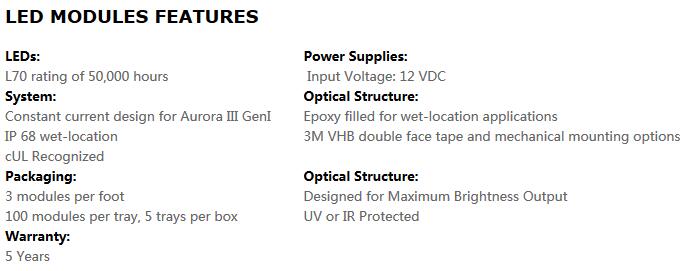 LED MODULES FEATURES
LEDs:
L70 rating of 50,000 hours
System:
Constant current design for Aurora III GenI
IP 68 wet-location
cUL Recognized
Packaging:
3 modules per foot
100 modules per tray, 5 trays per box
Warranty:
5 Years
Power Supplies:
Input Voltage: 12 VDC
Optical Structure:
Epoxy filled for wet-location applications
3M VHB double face tape and mechanical mounting options
Optical Structure:
Designed for Maximum Brightness Output
UV or IR Protected